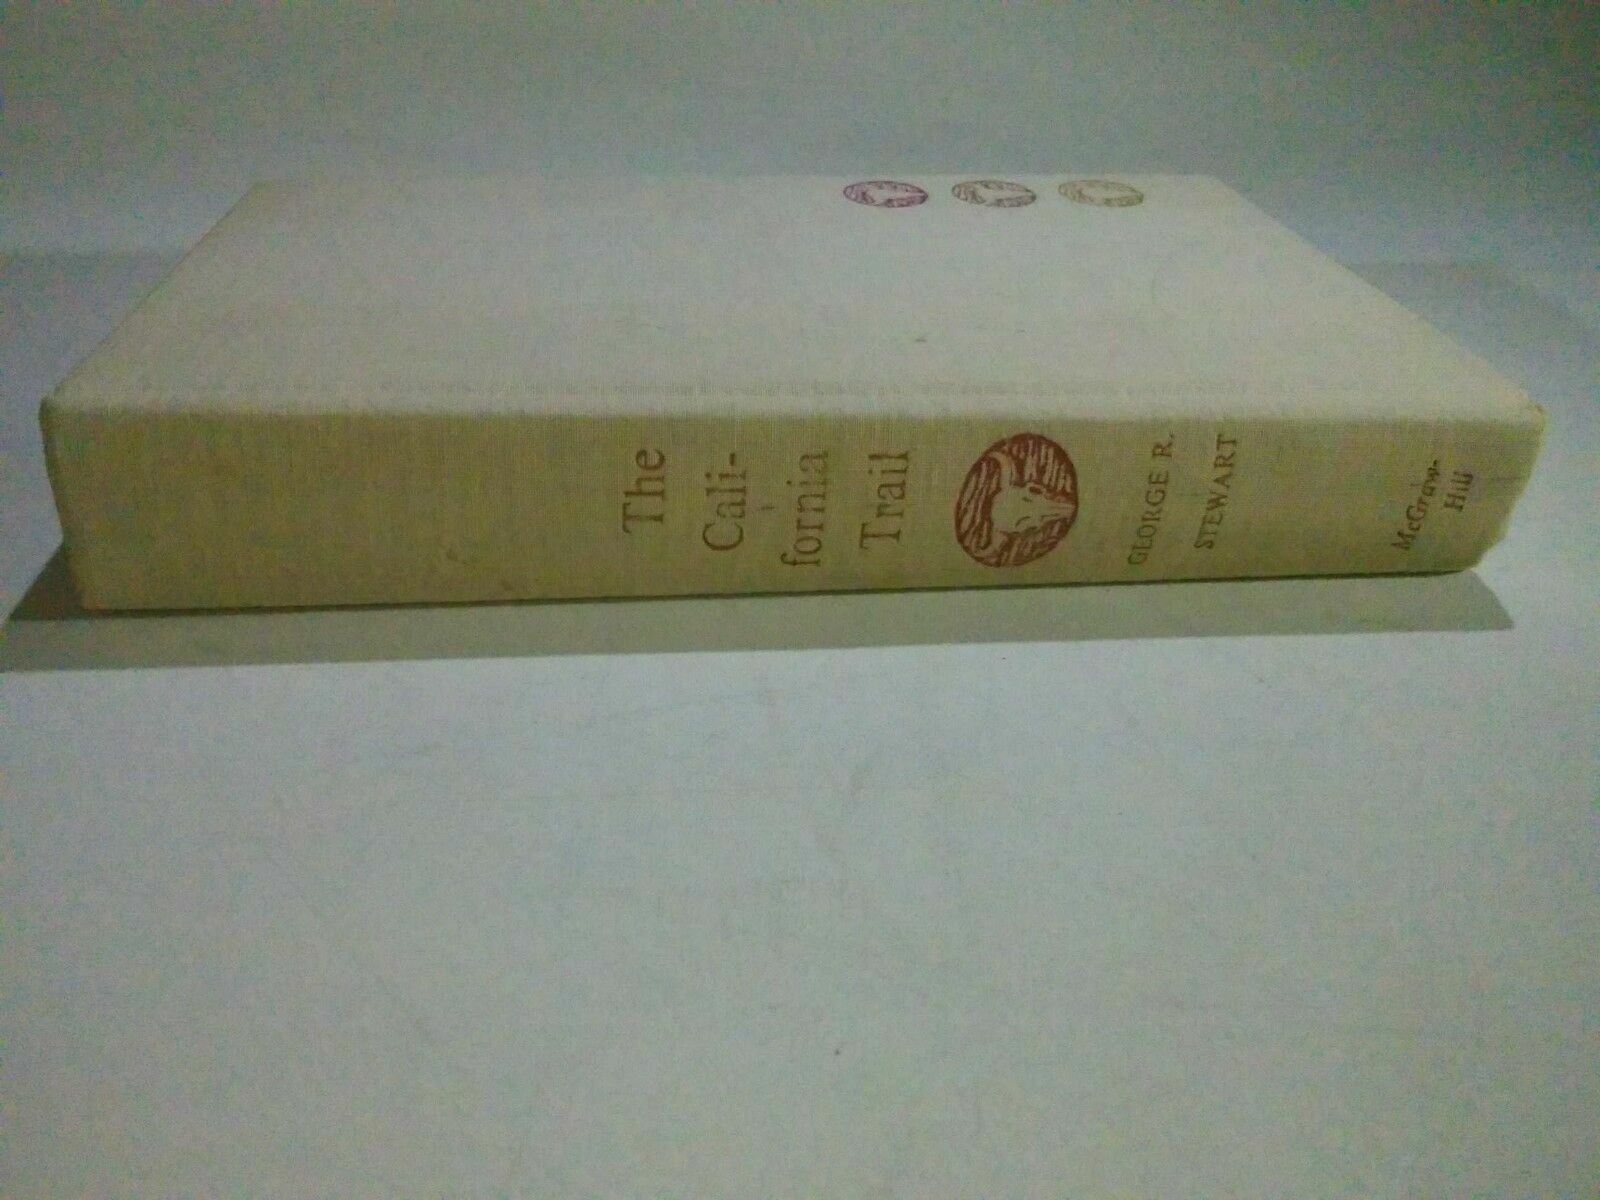 The
Cali-
fornia
Trail
GEORGE R.
STEWART
McGraw-
Hill